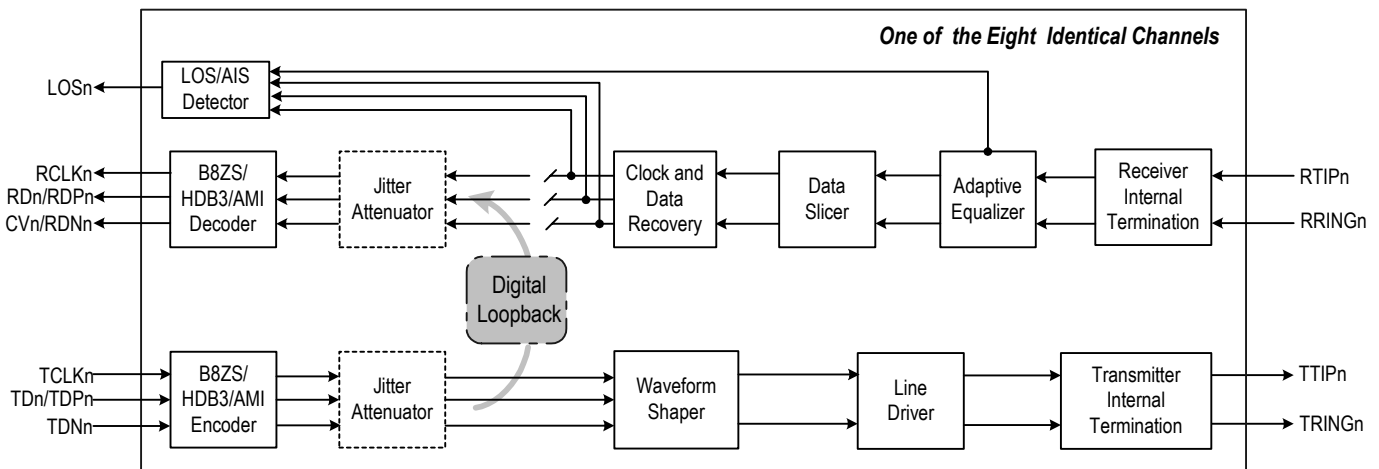 One of the Eight Identical Channels
LOSn
LOS/AIS
Detector
RCLKn
RDn/RDPn
CVn/RDNn
B8ZS/
HDB3/AMI
Decoder
Jitter
Attenuator
Clock and
Data
Recovery
Data
Slicer
Adaptive
Equalizer
Receiver
Internal
Termination
RTIPn
RRINGn
Digital
Loopback
TCLKn
TDn/TDPn
TDNn
B8ZS/
HDB3/AMI
Encoder
Jitter
Attenuator
Waveform
Shaper
Line
Driver
Transmitter
Internal
Termination
TTIPn
TRINGn